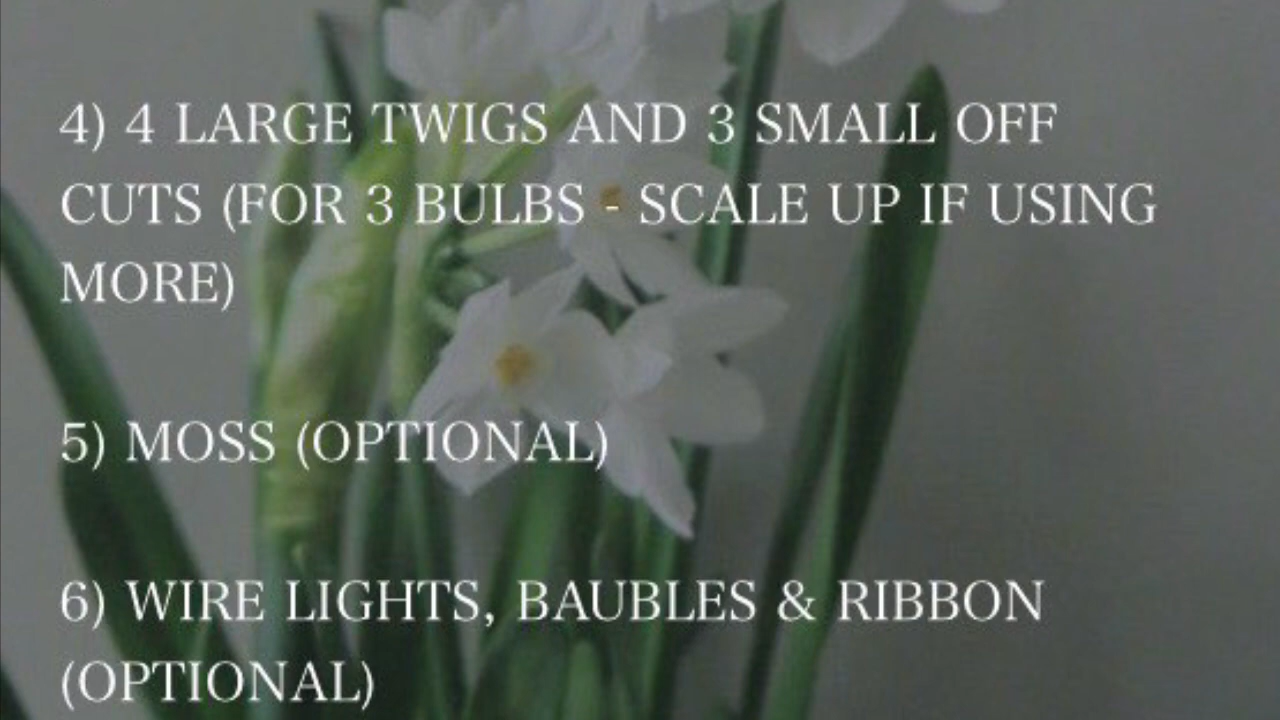 4) 4 LARGE TWIGS AND 3 SMALL OFF
CUTS (FOR 3 BULBS - SCALE UP IF USING
MORE)
5) MOSS (OPTIONAL)
6) WIRE LIGHTS, BAUBLES & RIBBON
(OPTIONAL)